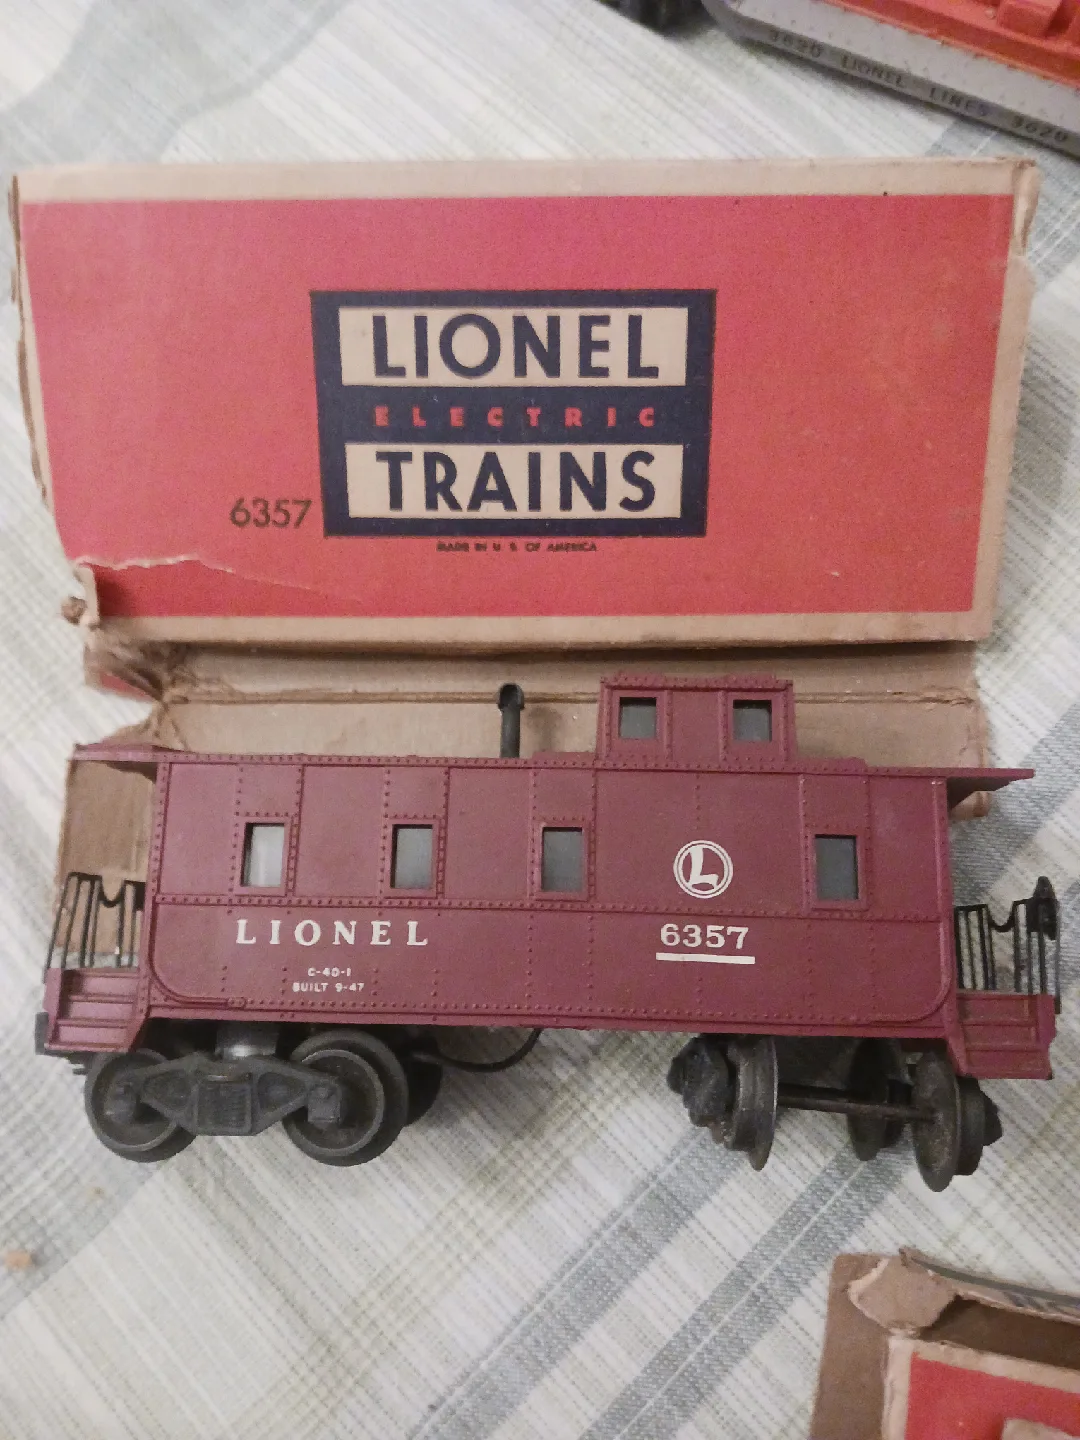 3620 LIONEL LINES 3620
LIONEL
ELECTRIC
TRAINS
6357
MADE IN U. S. OF AMERICA
L
LIONEL
6357
C-40-1
BUILT 9-47